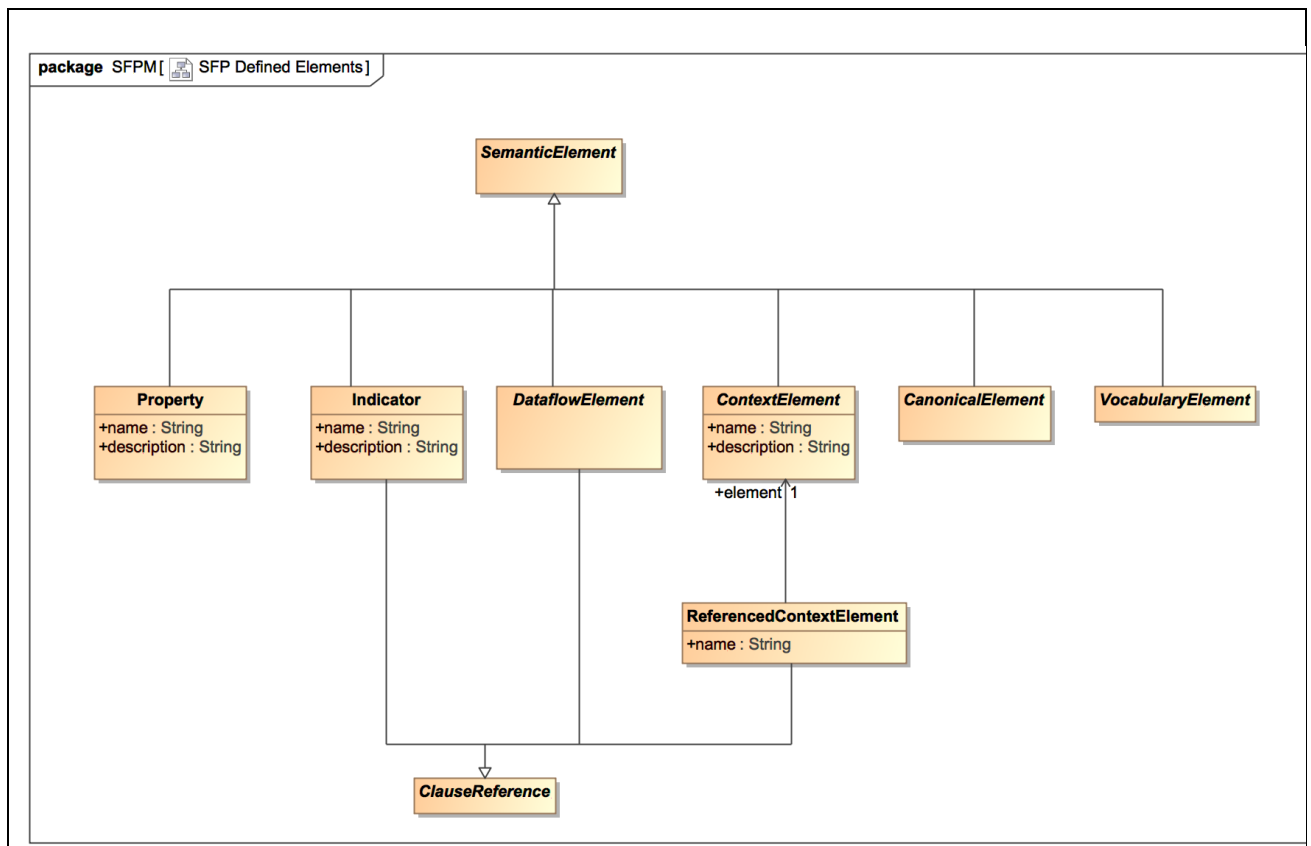 package SFPM[ SFP Defined Elements]
SemanticElement
Property
+name : String
+description : String
Indicator
+name : String
+description : String
DataflowElement
ContextElement
+name : String
+description : String
CanonicalElement
VocabularyElement
+element 1
ReferencedContextElement
+name : String
ClauseReference